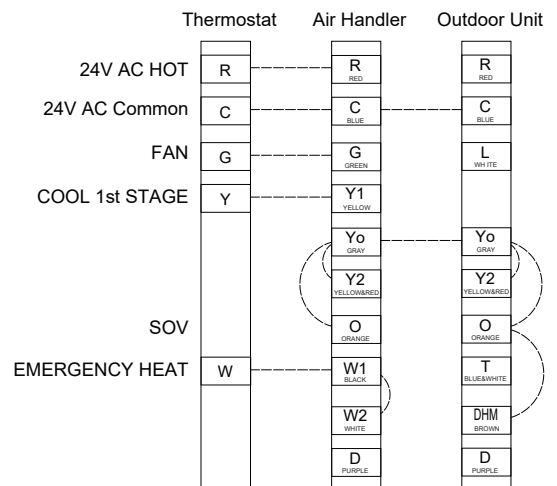 Thermostat Air Handler Outdoor Unit
24V AC HOT R R R
RED RED
24V AC Common C C C
BLUE BLUE
FAN G G L
GREEN WH ITE
COOL 1st STAGE Y Y1
YELLOW
Yo Yo
GRAY GRAY
Y2 Y2
YELLOW&RED YELLOW&RED
SOV O O
ORANGE ORANGE
EMERGENCY HEAT W W1 T
BLACK BLUE&WHITE
W2 DHM
WHITE BROWN
D D
PURPLE PURPLE